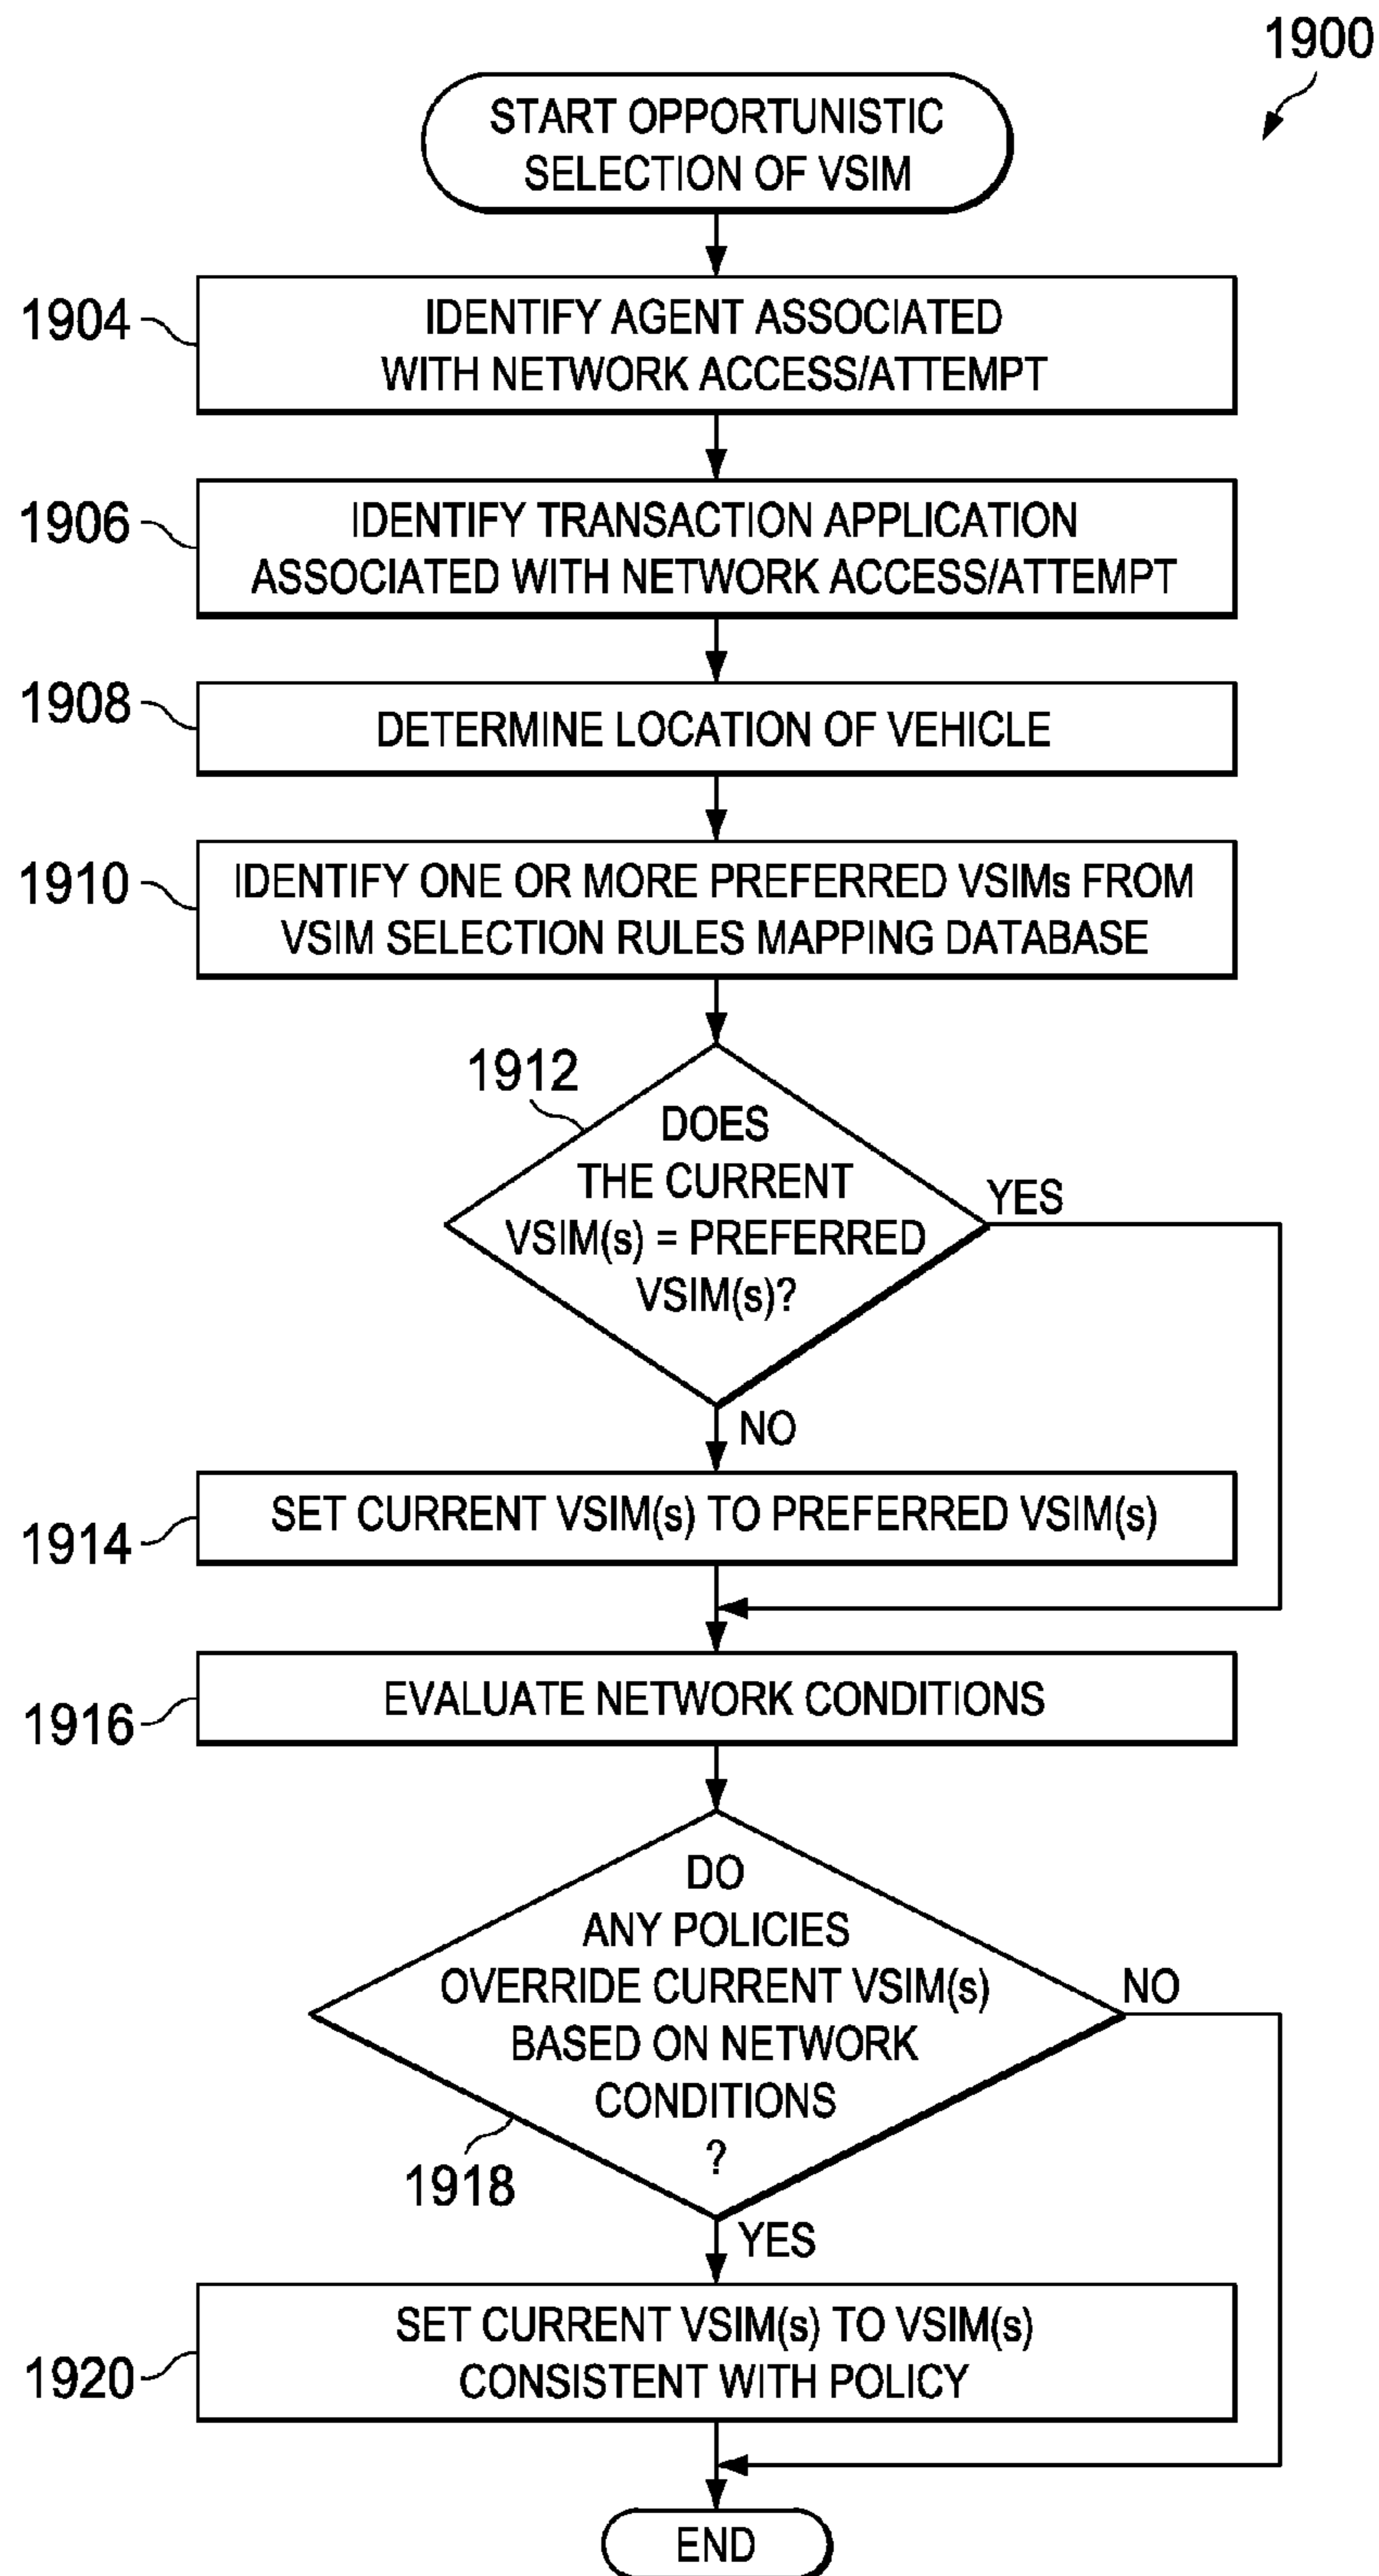 1900
START OPPORTUNISTIC
SELECTION OF VSIM
1904
IDENTIFY AGENT ASSOCIATED
WITH NETWORK ACCESS/ATTEMPT
1906
IDENTIFY TRANSACTION APPLICATION
ASSOCIATED WITH NETWORK ACCESS/ATTEMPT
1908
DETERMINE LOCATION OF VEHICLE
1910
IDENTIFY ONE OR MORE PREFERRED VSIMs FROM
VSIM SELECTION RULES MAPPING DATABASE
1912
DOES
THE CURRENT
VSIM(s) = PREFERRED
VSIM(s)?
YES
NO
1914
SET CURRENT VSIM(s) TO PREFERRED VSIM(s)
1916
EVALUATE NETWORK CONDITIONS
DO
ANY POLICIES
OVERRIDE CURRENT VSIM(s)
BASED ON NETWORK
CONDITIONS
?
NO
1918
YES
1920
SET CURRENT VSIM(s) TO VSIM(s)
CONSISTENT WITH POLICY
END